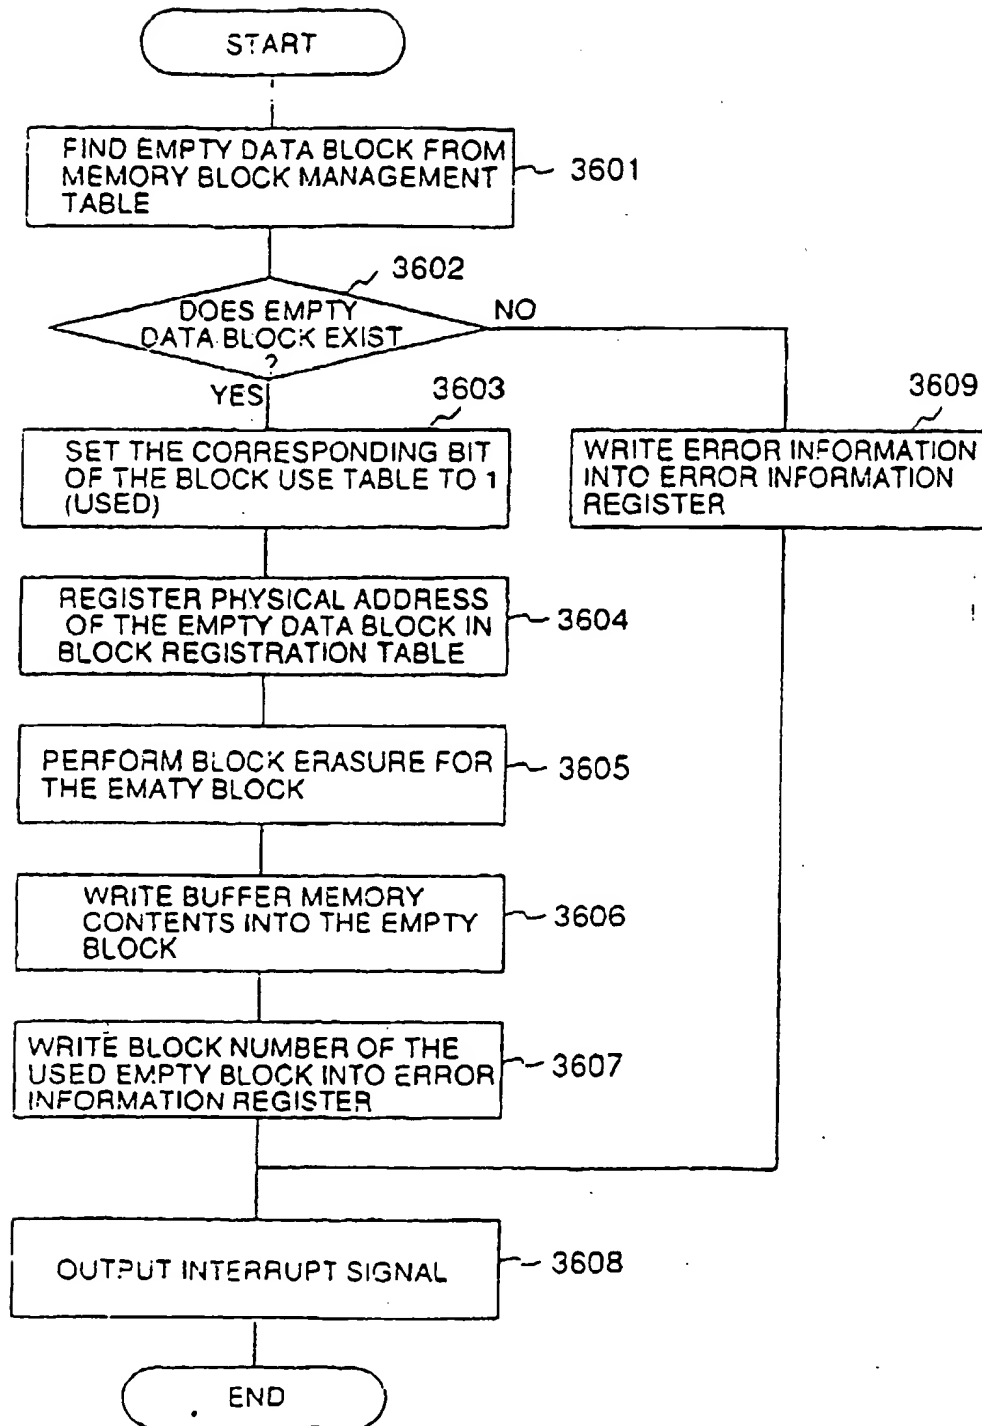 START
FIND EMPTY DATA BLOCK FROM
MEMORY BLOCK MANAGEMENT
TABLE
3601
3602
DOES EMPTY
DATA BLOCK EXIST
?
NO
YES
3603
SET THE CORRESPONDING BIT
OF THE BLOCK USE TABLE TO 1
(USED)
3609
WRITE ERROR INFORMATION
INTO ERROR INFORMATION
REGISTER
REGISTER PHYSICAL ADDRESS
OF THE EMPTY DATA BLOCK IN
BLOCK REGISTRATION TABLE
3604
PERFORM BLOCK ERASURE FOR
THE EMATY BLOCK
3605
WRITE BUFFER MEMORY
CONTENTS INTO THE EMPTY
BLOCK
3606
WRITE BLOCK NUMBER OF THE
USED EMPTY BLOCK INTO ERROR
INFORMATION REGISTER
3607
OUTPUT INTERRUPT SIGNAL
3608
END